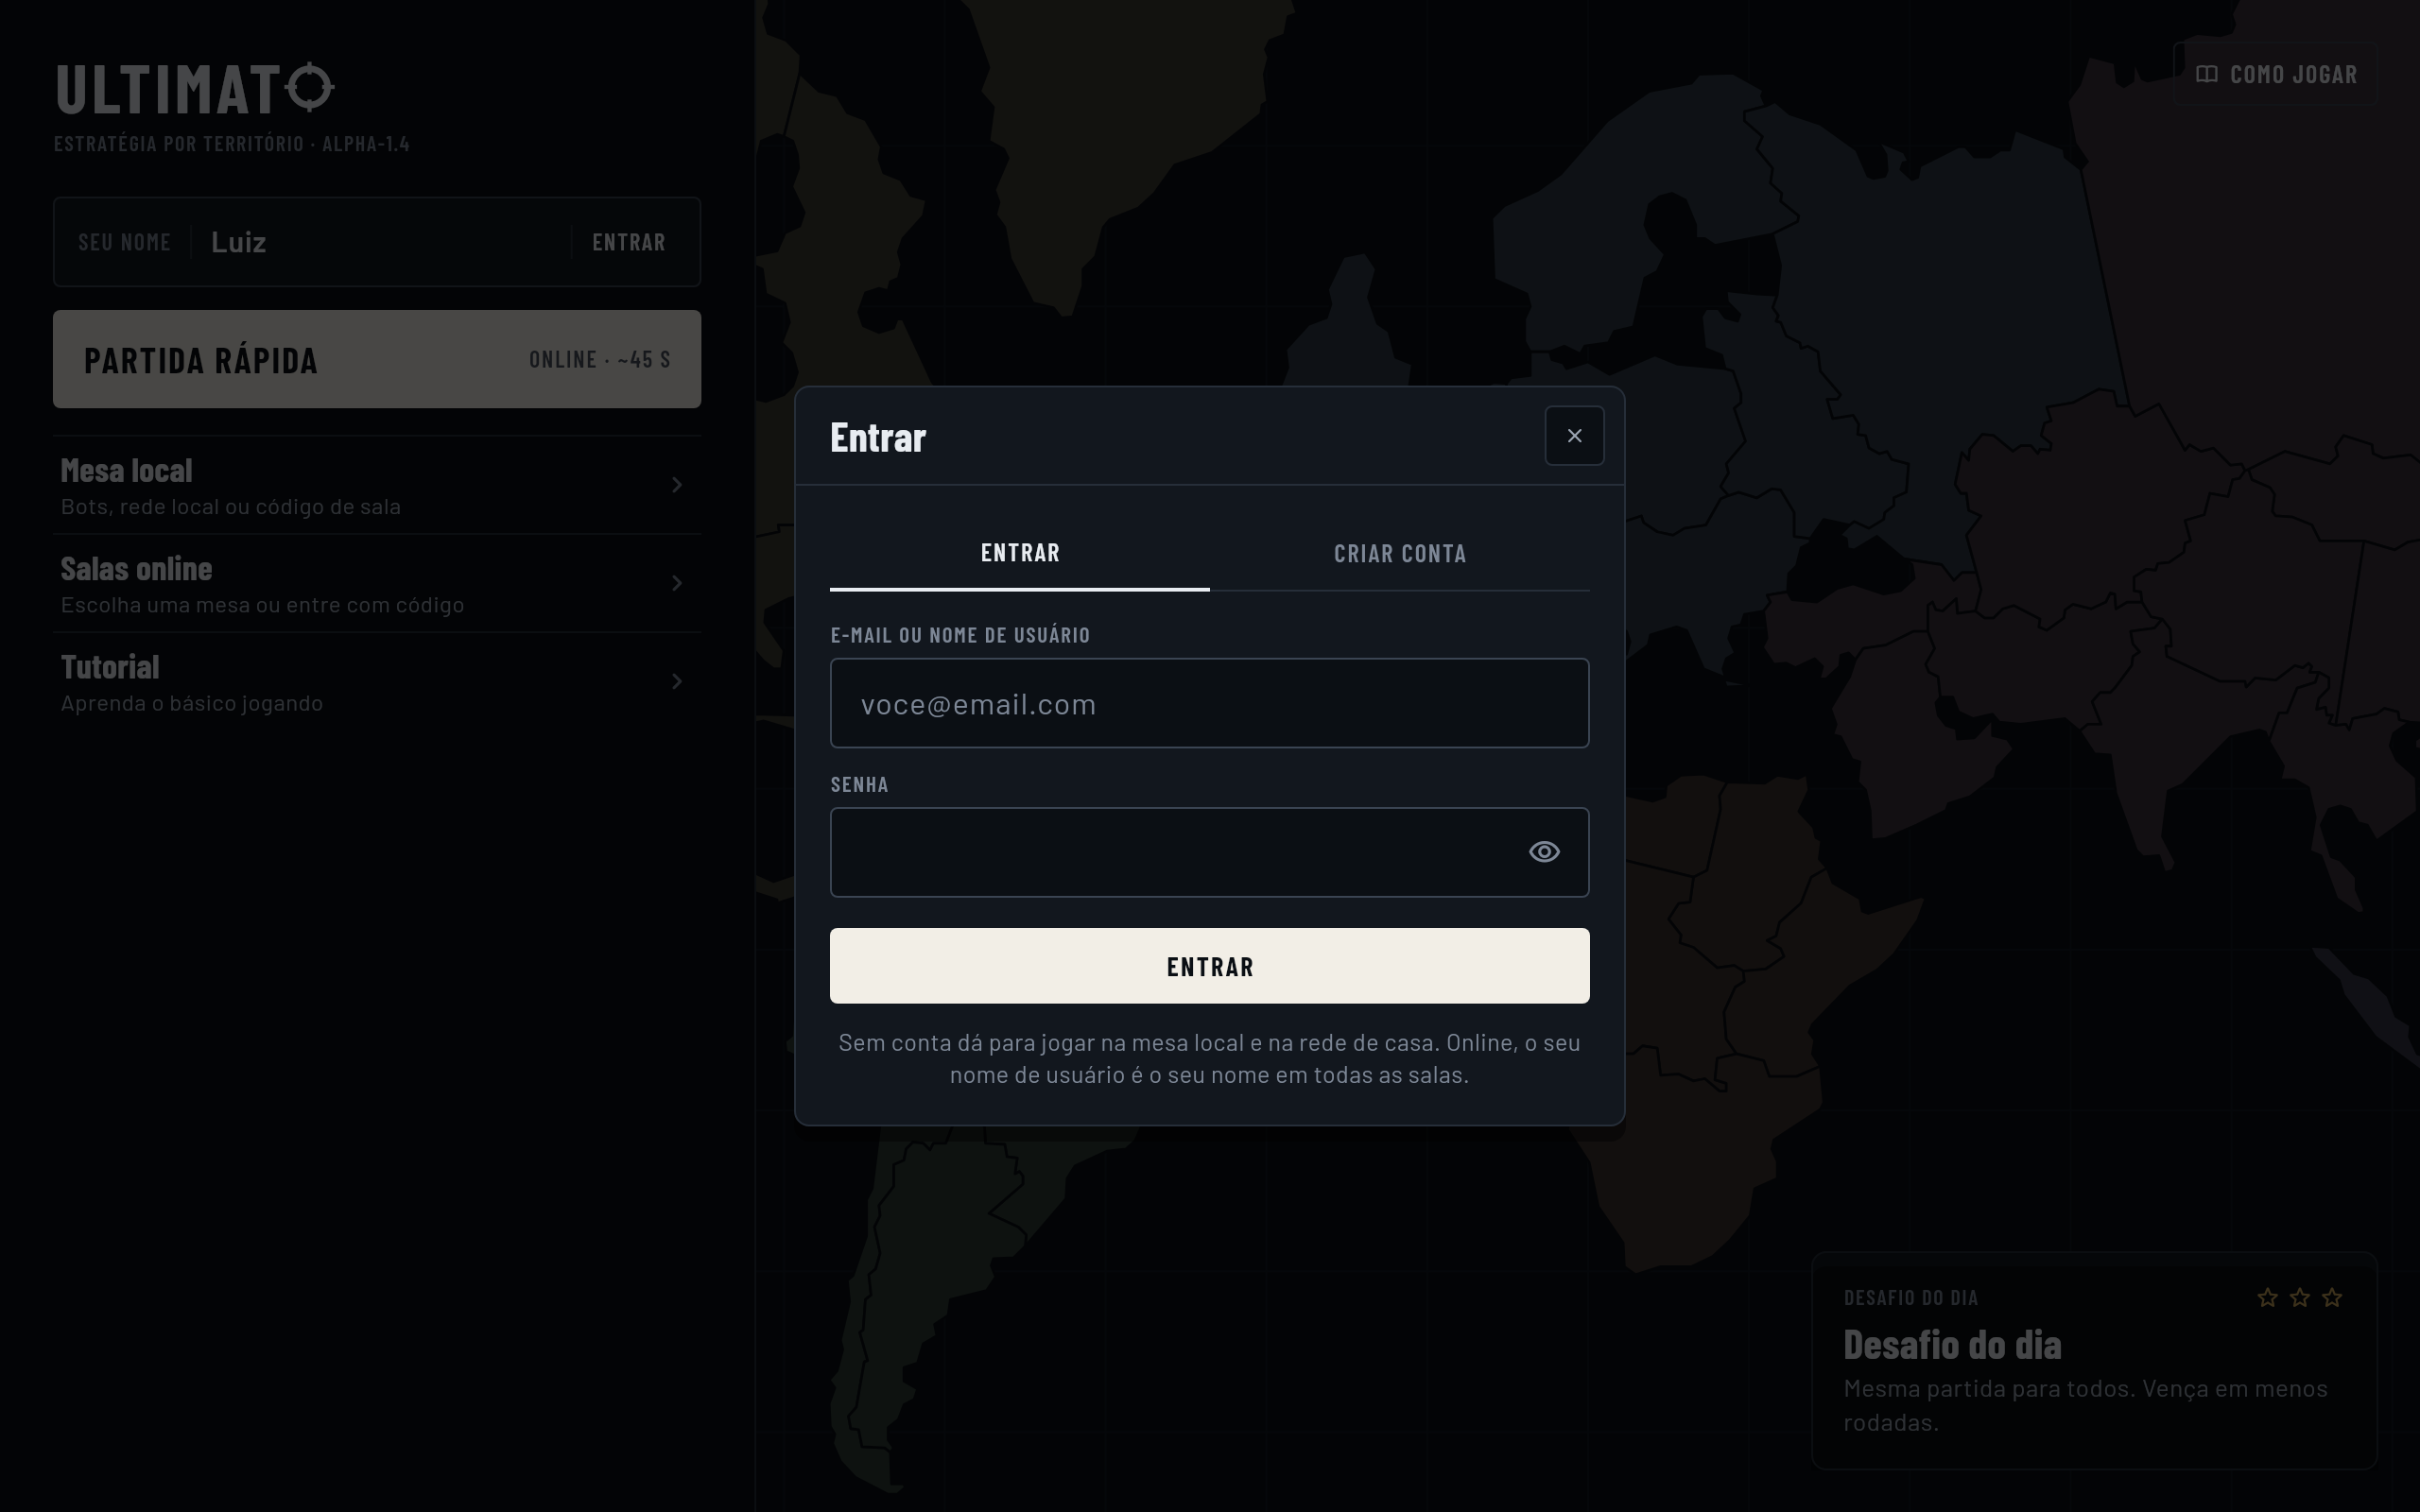 ULTIMATO
ESTRATÉGIA POR TERRITÓRIO · ALPHA-1.4
SEU NOME Luiz ENTRAR
PARTIDA RÁPIDA ONLINE · ~45 S
Mesa local
Bots, rede local ou código de sala
Salas online
Escolha uma mesa ou entre com código
Tutorial
Aprenda o básico jogando
COMO JOGAR
Entrar
ENTRAR CRIAR CONTA
E-MAIL OU NOME DE USUÁRIO
voce@email.com
SENHA
ENTRAR
Sem conta dá para jogar na mesa local e na rede de casa. Online, o seu
nome de usuário é o seu nome em todas as salas.
DESAFIO DO DIA
Desafio do dia
Mesma partida para todos. Vença em menos
rodadas.